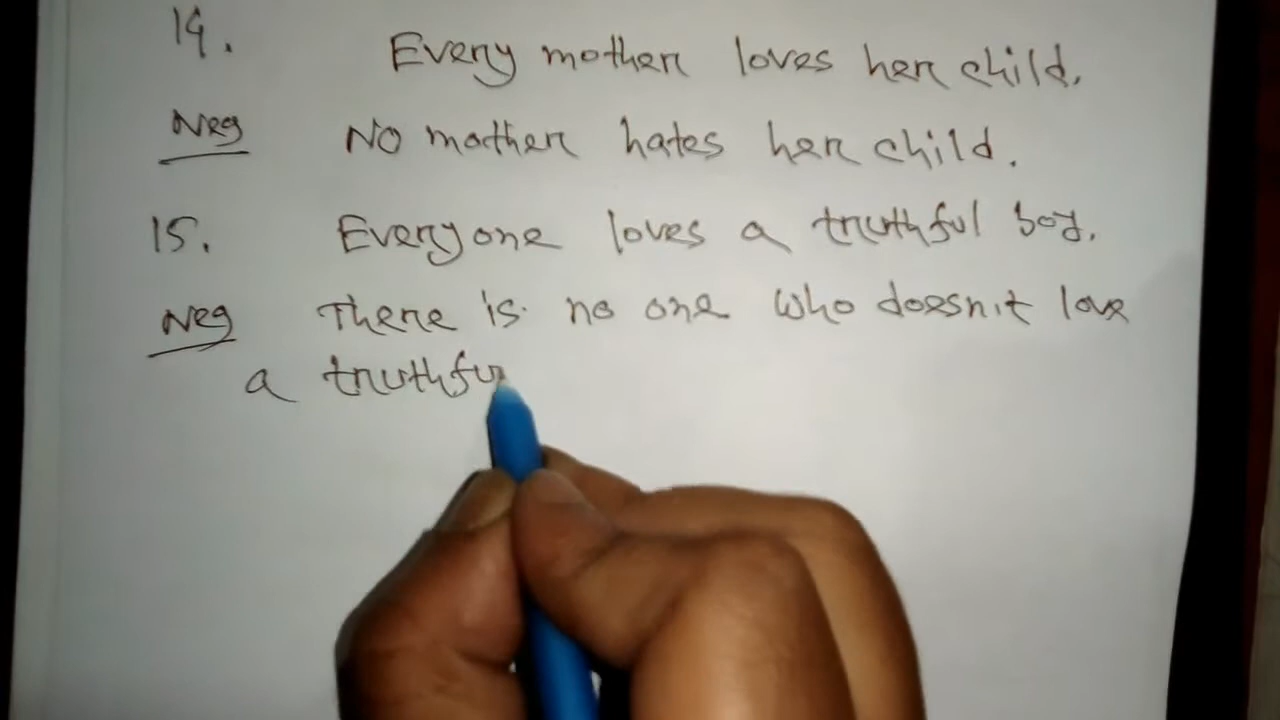 14. Every mother loves her child.
Neg No mather hates her child.
15. Everyone loves a truthful boy.
Neg There is no one who doesn't love
a truthfu